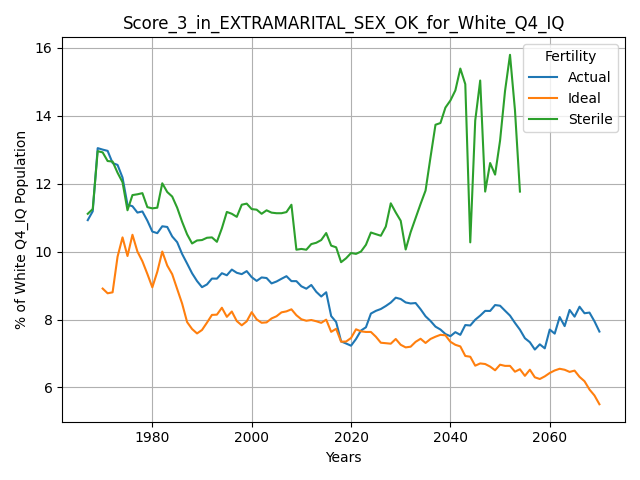 Score_3_in_EXTRAMARITAL_SEX_OK_for_White_Q4_IQ
% of White Q4_IQ Population
16
14
12
10
8
6
Fertility
Actual
Ideal
Sterile
1980
2000
2020
2040
2060
Years